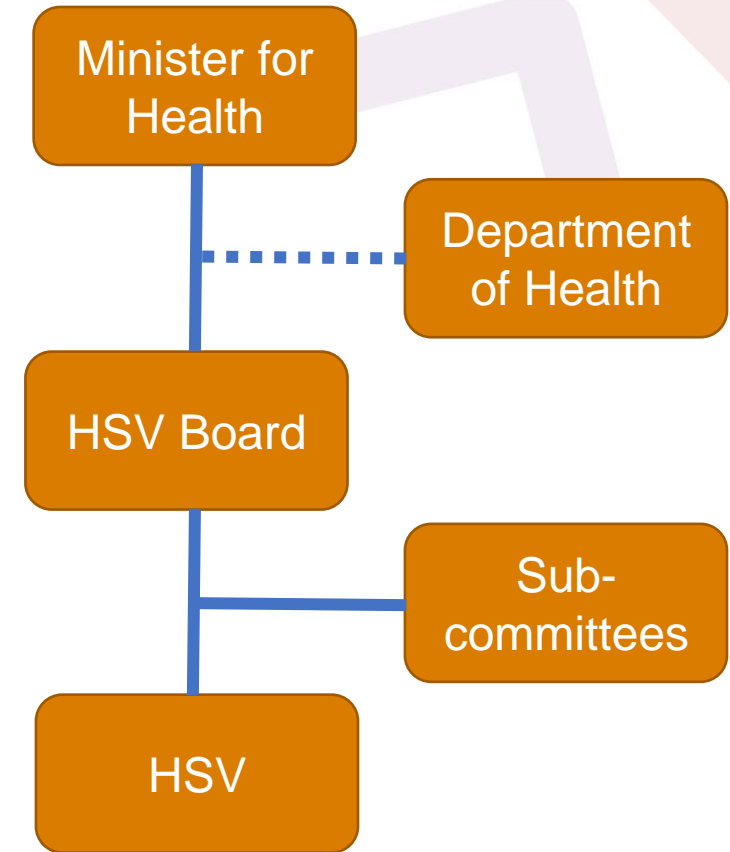 Minister for
Health
Department
of Health
HSV Board
Sub-
committees
HSV